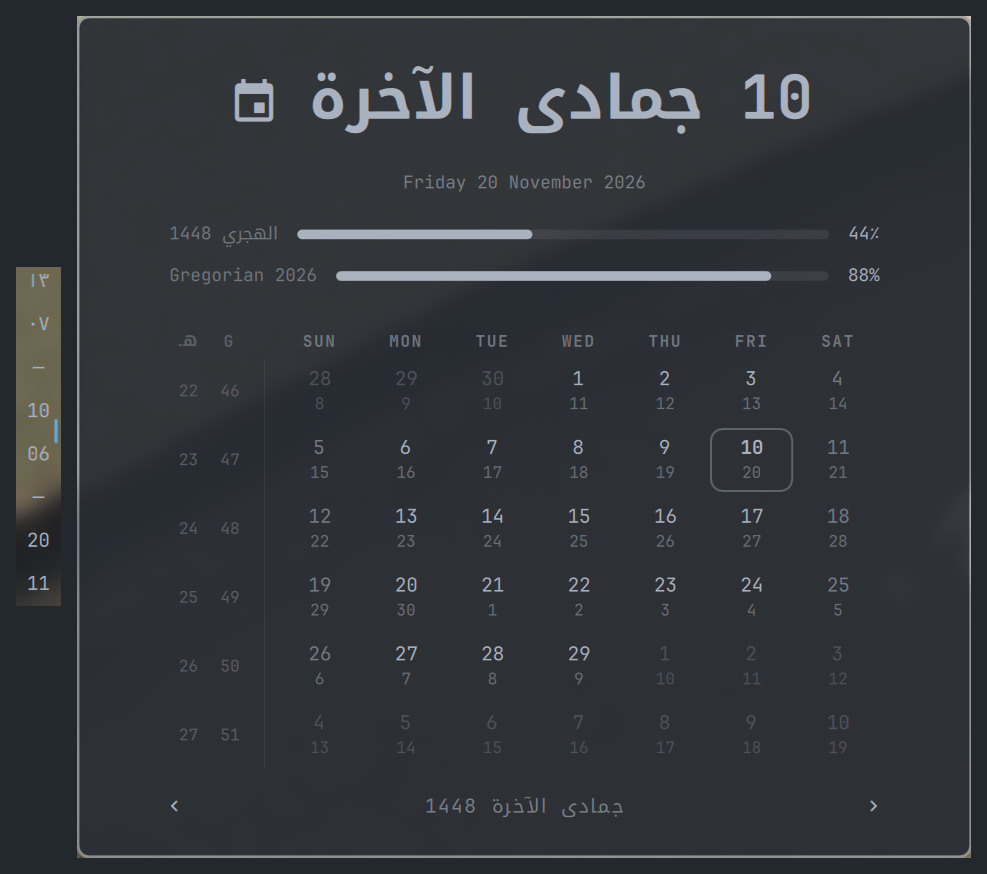 ١٣
٠٧
—
10
06
—
20
11
10 جمادى الآخرة
Friday 20 November 2026
الهجري 1448 44٪
Gregorian 2026 88%
هـ G SUN MON TUE WED THU FRI SAT
22 46 28 29 30 1 2 3 4
8 9 10 11 12 13 14
23 47 5 6 7 8 9 10 11
15 16 17 18 19 20 21
24 48 12 13 14 15 16 17 18
22 23 24 25 26 27 28
25 49 19 20 21 22 23 24 25
29 30 1 2 3 4 5
26 50 26 27 28 29 1 2 3
6 7 8 9 10 11 12
27 51 4 5 6 7 8 9 10
13 14 15 16 17 18 19
‹ جمادى الآخرة 1448 ›